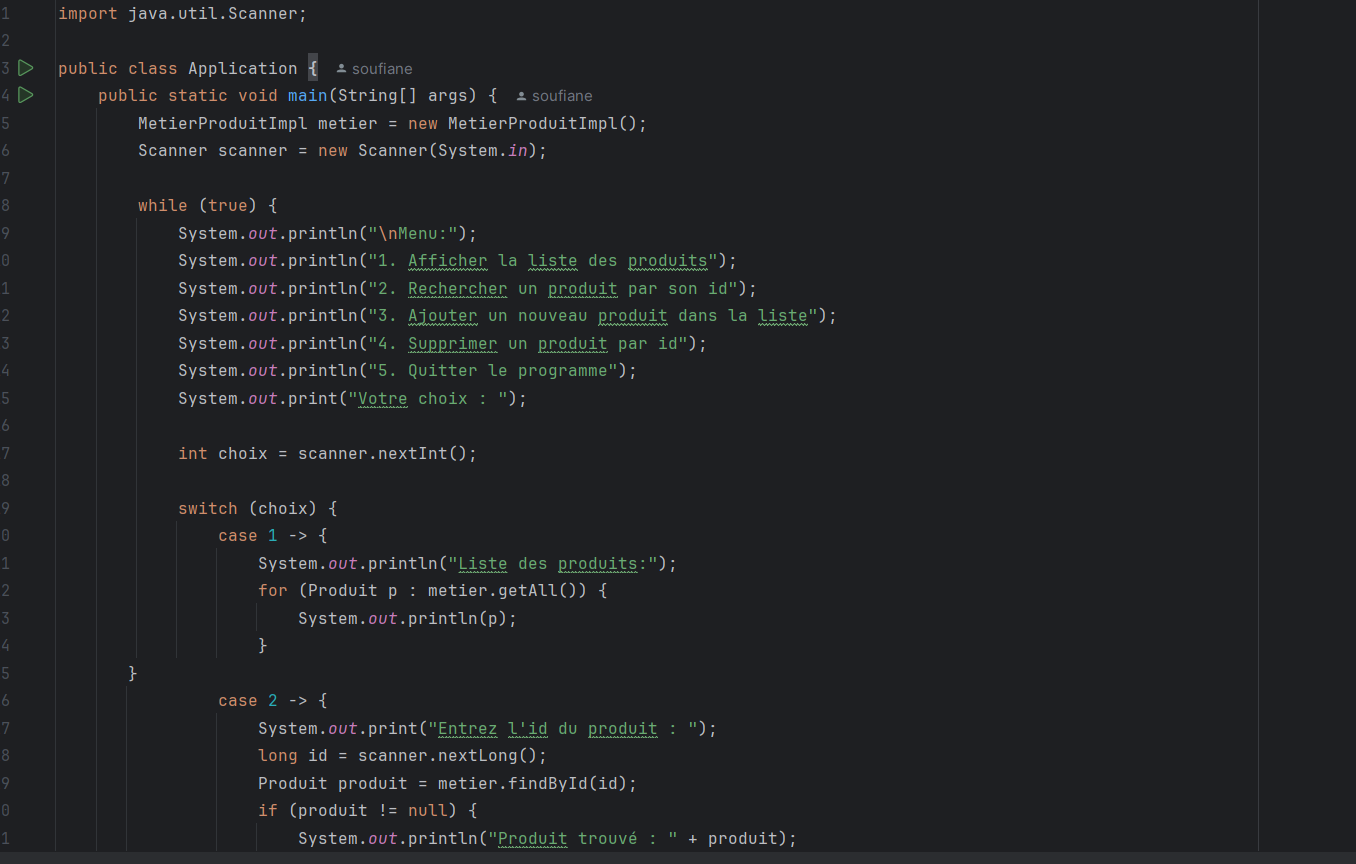 1 import java.util.Scanner;
2
3 public class Application { soufiane
4     public static void main(String[] args) { soufiane
5         MetierProduitImpl metier = new MetierProduitImpl();
6         Scanner scanner = new Scanner(System.in);
7
8         while (true) {
9             System.out.println("\nMenu:");
0             System.out.println("1. Afficher la liste des produits");
1             System.out.println("2. Rechercher un produit par son id");
2             System.out.println("3. Ajouter un nouveau produit dans la liste");
3             System.out.println("4. Supprimer un produit par id");
4             System.out.println("5. Quitter le programme");
5             System.out.print("Votre choix : ");
6
7             int choix = scanner.nextInt();
8
9             switch (choix) {
0                 case 1 -> {
1                     System.out.println("Liste des produits:");
2                     for (Produit p : metier.getAll()) {
3                         System.out.println(p);
4                     }
5        }
6                 case 2 -> {
7                     System.out.print("Entrez l'id du produit : ");
8                     long id = scanner.nextLong();
9                     Produit produit = metier.findById(id);
0                     if (produit != null) {
1                         System.out.println("Produit trouvé : " + produit);